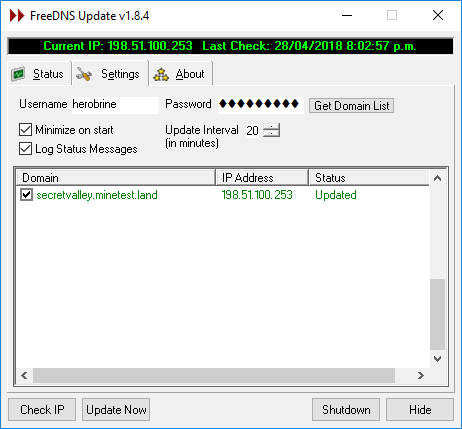 FreeDNS Update v1.8.4
Current IP: 198.51.100.253 Last Check: 28/04/2018 8:02:57 p.m.
Status Settings About
Username herobrine Password ♦♦♦♦♦♦♦♦♦ Get Domain List
Minimize on start Update Interval 20
Log Status Messages (in minutes)
Domain IP Address Status
secretvalley.minetest.land 198.51.100.253 Updated
Check IP Update Now Shutdown Hide